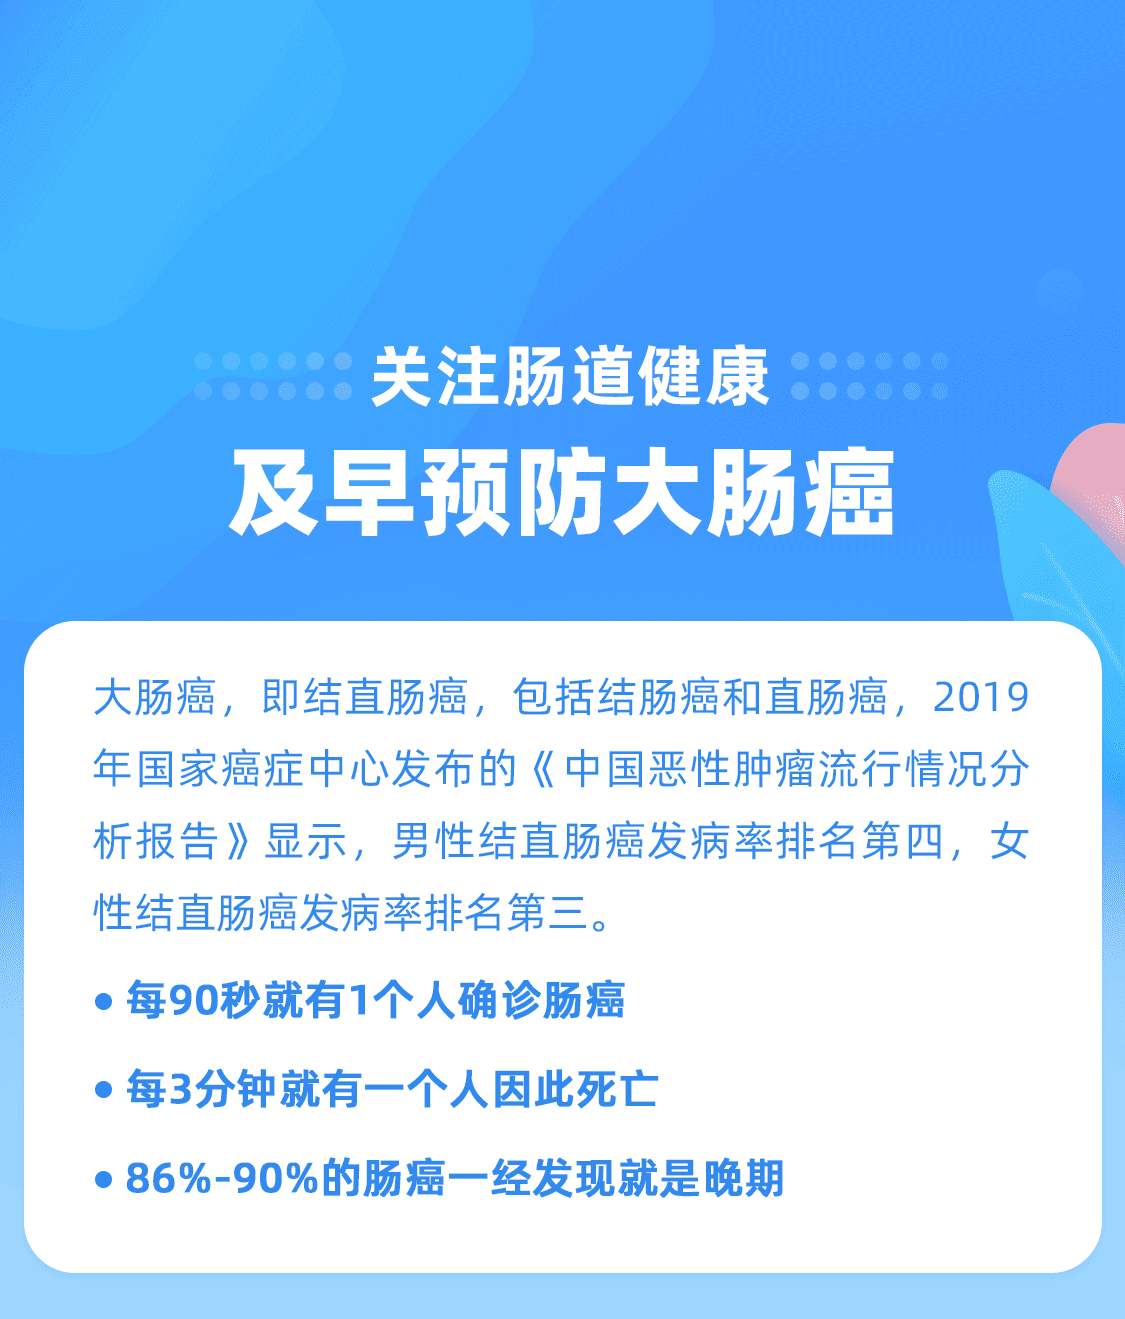 关注肠道健康
及早预防大肠癌
大肠癌，即结直肠癌，包括结肠癌和直肠癌，2019
年国家癌症中心发布的《中国恶性肿瘤流行情况分
析报告》显示，男性结直肠癌发病率排名第四，女
性结直肠癌发病率排名第三。
• 每90秒就有1个人确诊肠癌
• 每3分钟就有一个人因此死亡
• 86%-90%的肠癌一经发现就是晚期